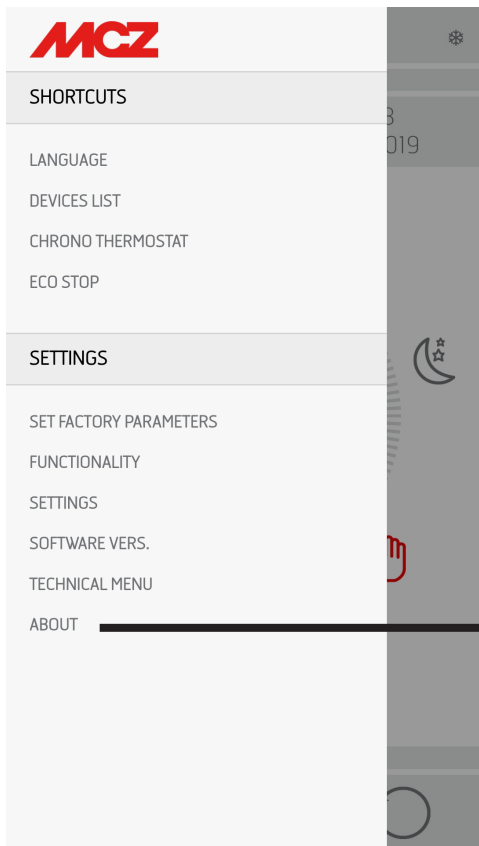 MCZ
SHORTCUTS
LANGUAGE
DEVICES LIST
CHRONO THERMOSTAT
ECO STOP
SETTINGS
SET FACTORY PARAMETERS
FUNCTIONALITY
SETTINGS
SOFTWARE VERS.
TECHNICAL MENU
ABOUT